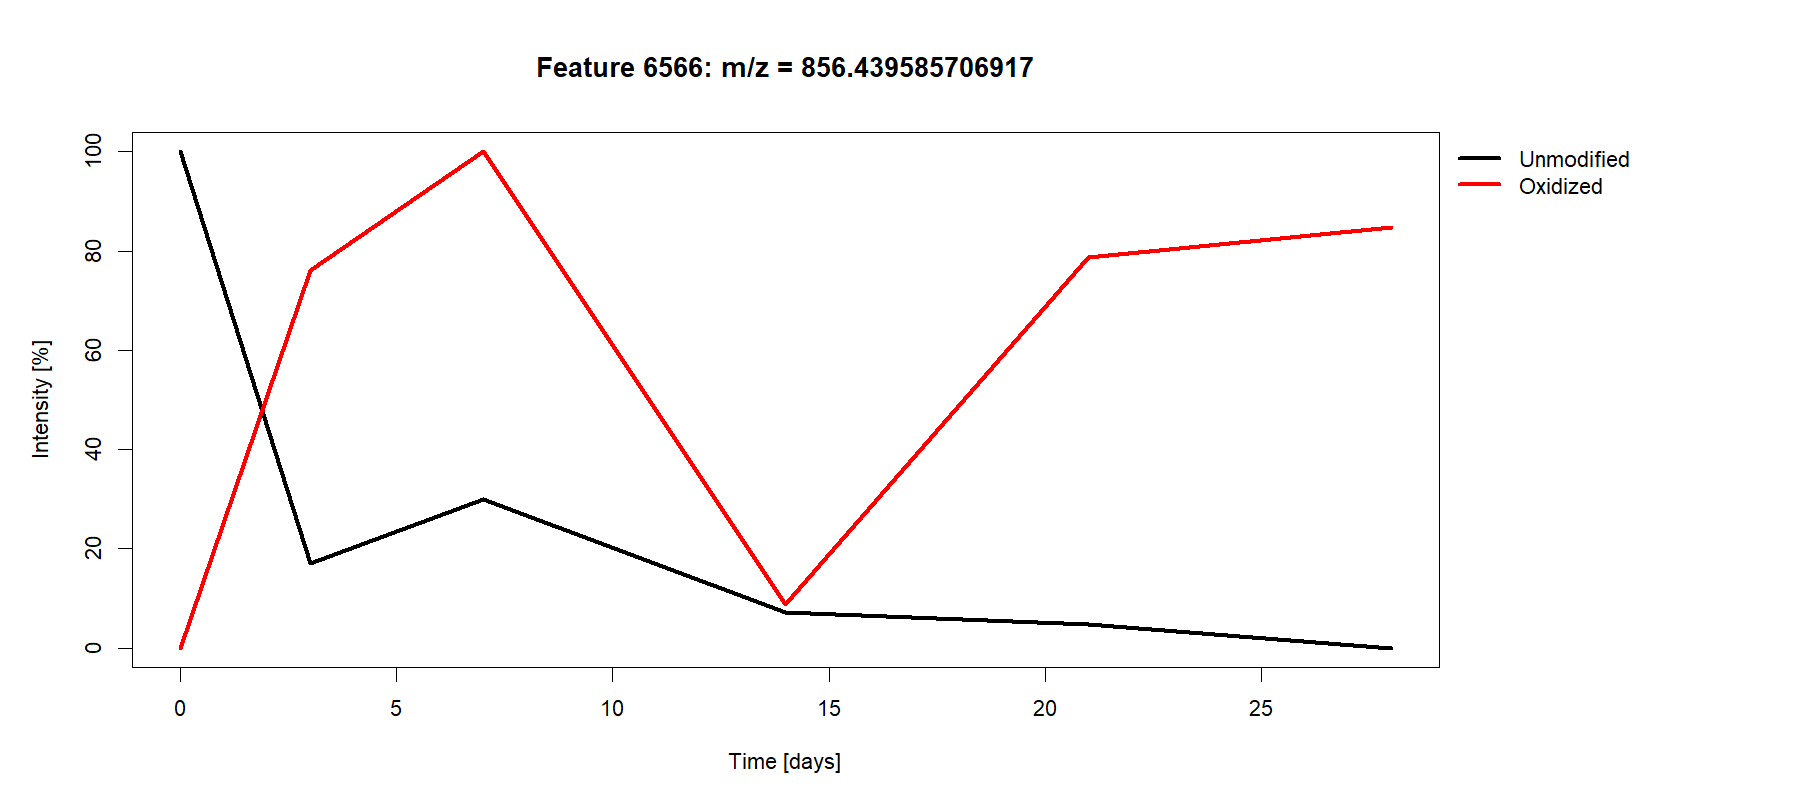 Feature 6566: m/z = 856.439585706917
Unmodified
Oxidized
Intensity [%]
100
80
60
40
20
0
0 5 10 15 20 25
Time [days]